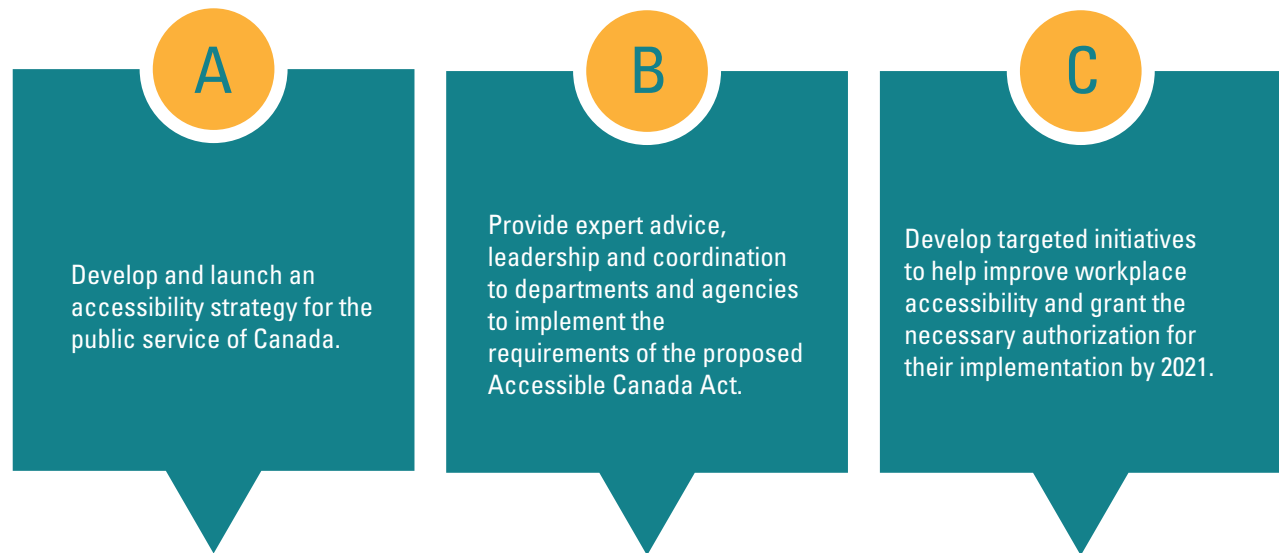 A
Develop and launch an
accessibility strategy for the
public service of Canada.
B
Provide expert advice,
leadership and coordination
to departments and agencies
to implement the
requirements of the proposed
Accessible Canada Act.
C
Develop targeted initiatives
to help improve workplace
accessibility and grant the
necessary authorization for
their implementation by 2021.